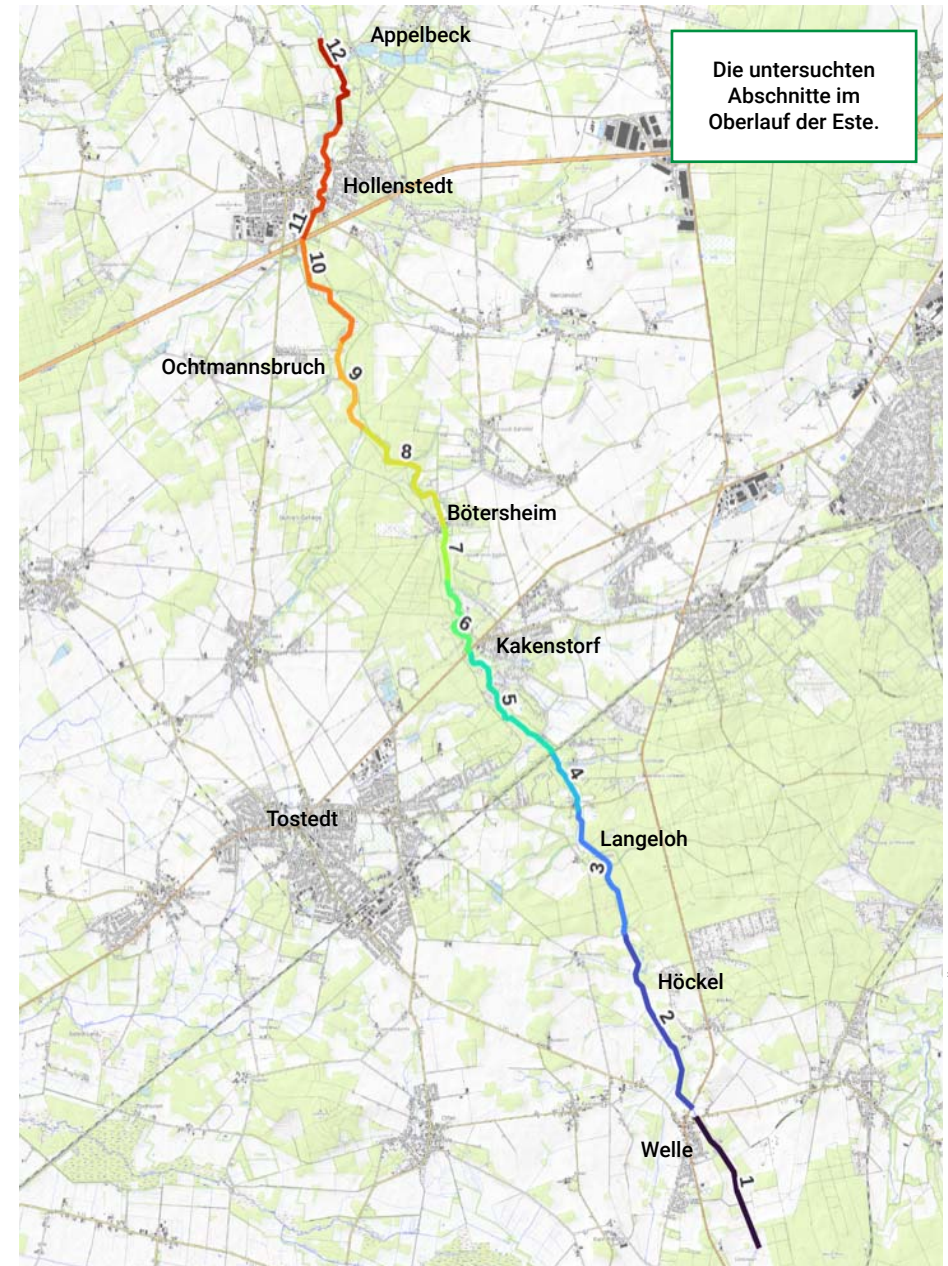 12
Appelbeck
Die untersuchten
Abschnitte im
Oberlauf der Este.
Hollenstedt
11
10
Ochtmannsbruch
9
8
Bötersheim
7
6
Kakenstorf
5
4
Tostedt
Langeloh
3
Höckel
2
Welle
1